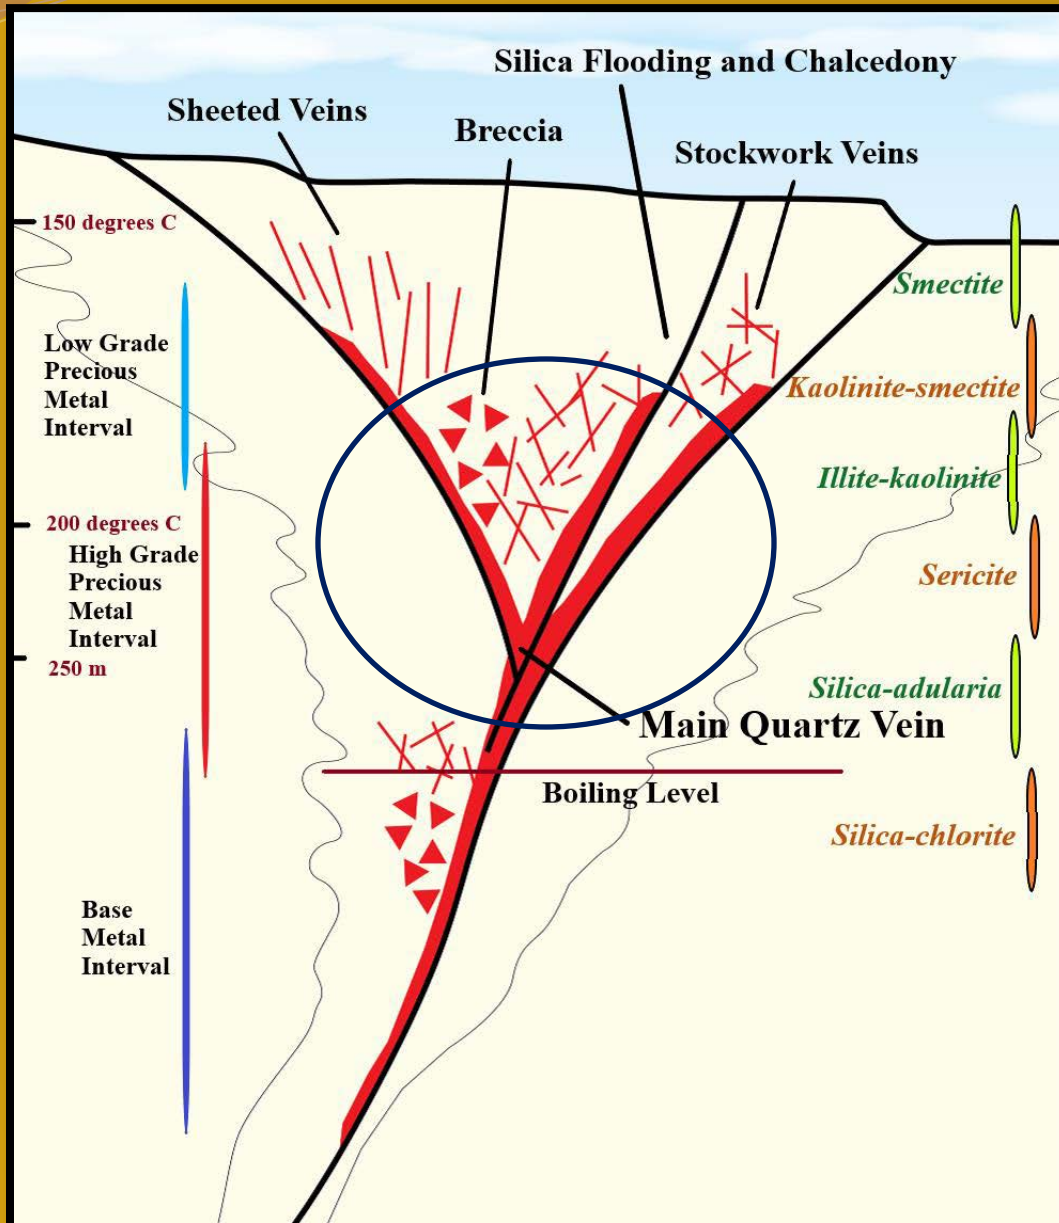 Silica Flooding and Chalcedony
Sheeted Veins
Breccia
Stockwork Veins
150 degrees C
Smectite
Low Grade
Precious
Metal
Interval
Kaolinite-smectite
Illite-kaolinite
200 degrees C
High Grade
Precious
Metal
Interval
Sericite
250 m
Silica-adularia
Main Quartz Vein
Boiling Level
Silica-chlorite
Base
Metal
Interval